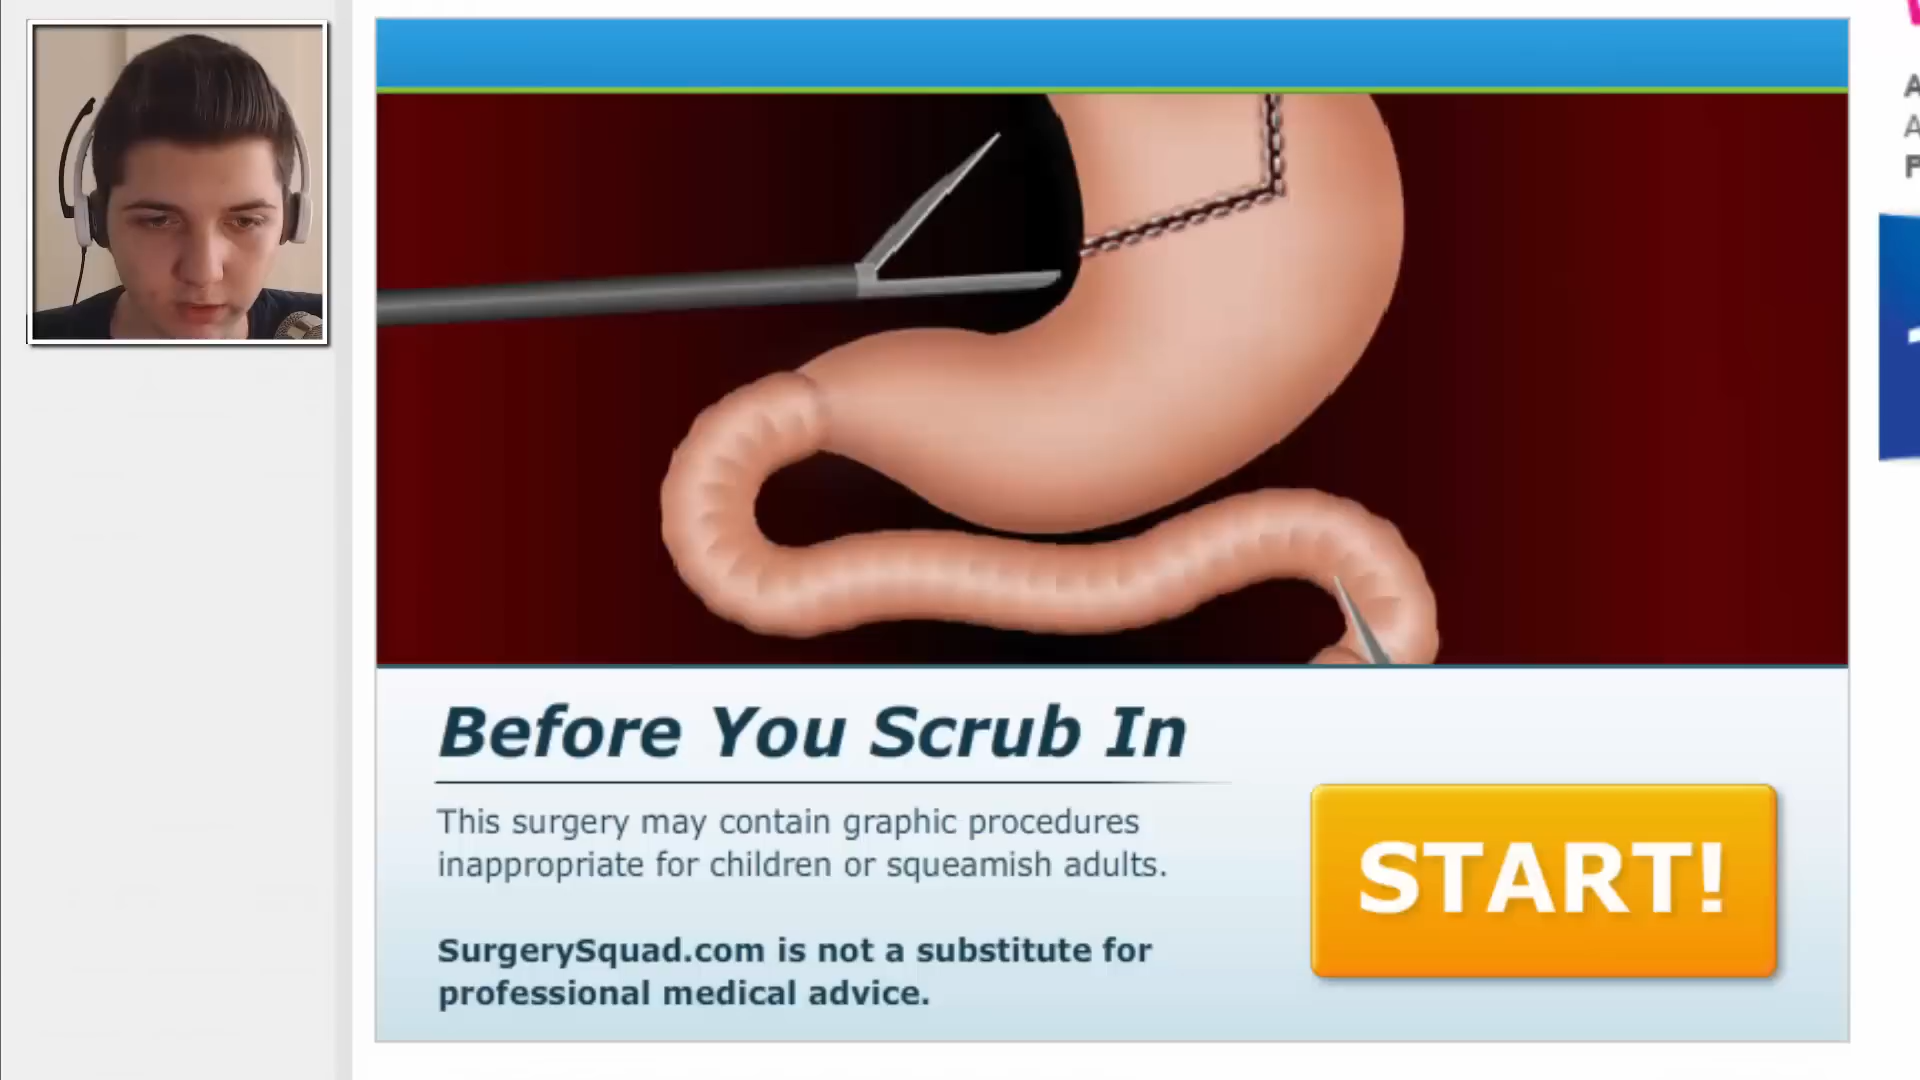 Before You Scrub In
This surgery may contain graphic procedures
inappropriate for children or squeamish adults.
SurgerySquad.com is not a substitute for
professional medical advice.
START!